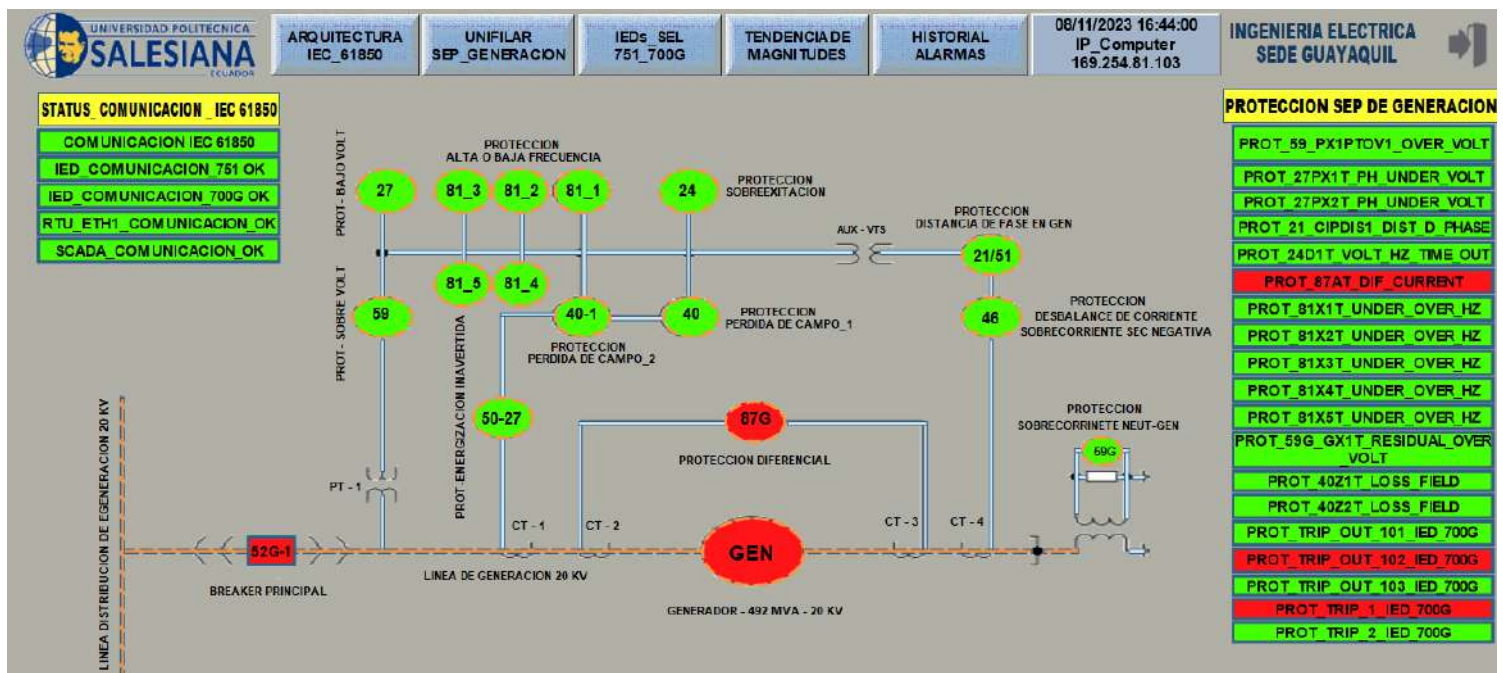 UNIVERSIDAD POLITECNICA
SALESIANA
ECUADOR
ARQUITECTURA
IEC_61850
UNIFILAR
SEP_GENERACION
IEDs_SEL
751_700G
TENDENCIA DE
MAGNITUDES
HISTORIAL
ALARMAS
08/11/2023 16:44:00
IP_Computer
169.254.81.103
INGENIERIA ELECTRICA
SEDE GUAYAQUIL
STATUS_COMUNICACION_IEC 61850
COMUNICACION IEC 61850
IED_COMUNICACION_751 OK
IED_COMUNICACION_700G OK
RTU_ETH1_COMUNICACION_OK
SCADA_COMUNICACION_OK
PROT- BAJO VOLT
PROTECCION
ALTA O BAJA FRECUENCIA
27
81_3
81_2
81_1
24
PROTECCION
SOBREEXITACION
AUX - VTS
PROTECCION
DISTANCIA DE FASE EN GEN
21/51
PROT- SOBRE VOLT
59
81_5
81_4
40-1
40
PROTECCION
PERDIDA DE CAMPO_1
PROTECCION
PERDIDA DE CAMPO_2
46
PROTECCION
DESBALANCE DE CORRIENTE
SOBRECORRIENTE SEC NEGATIVA
PROT-ENERGIZACION INAVERTIDA
50-27
87G
PROTECCION DIFERENCIAL
PROTECCION
SOBRECORRINETE NEUT-GEN
59G
PT - 1
CT - 1
CT - 2
CT - 3
CT - 4
LINEA DISTRIBUCION DE EGENERACION 20 KV
52G-1
BREAKER PRINCIPAL
LINEA DE GENERACION 20 KV
GEN
GENERADOR - 492 MVA - 20 KV
PROTECCION SEP DE GENERACION
PROT_59_PX1PTOV1_OVER_VOLT
PROT_27PX1T_PH_UNDER_VOLT
PROT_27PX2T_PH_UNDER_VOLT
PROT_21_CIPDIS1_DIST_D_PHASE
PROT_24D1T_VOLT_HZ_TIME_OUT
PROT_87AT_DIF_CURRENT
PROT_81X1T_UNDER_OVER_HZ
PROT_81X2T_UNDER_OVER_HZ
PROT_81X3T_UNDER_OVER_HZ
PROT_81X4T_UNDER_OVER_HZ
PROT_81X5T_UNDER_OVER_HZ
PROT_59G_GX1T_RESIDUAL_OVER
_VOLT
PROT_40Z1T_LOSS_FIELD
PROT_40Z2T_LOSS_FIELD
PROT_TRIP_OUT_101_IED_700G
PROT_TRIP_OUT_102_IED_700G
PROT_TRIP_OUT_103_IED_700G
PROT_TRIP_1_IED_700G
PROT_TRIP_2_IED_700G